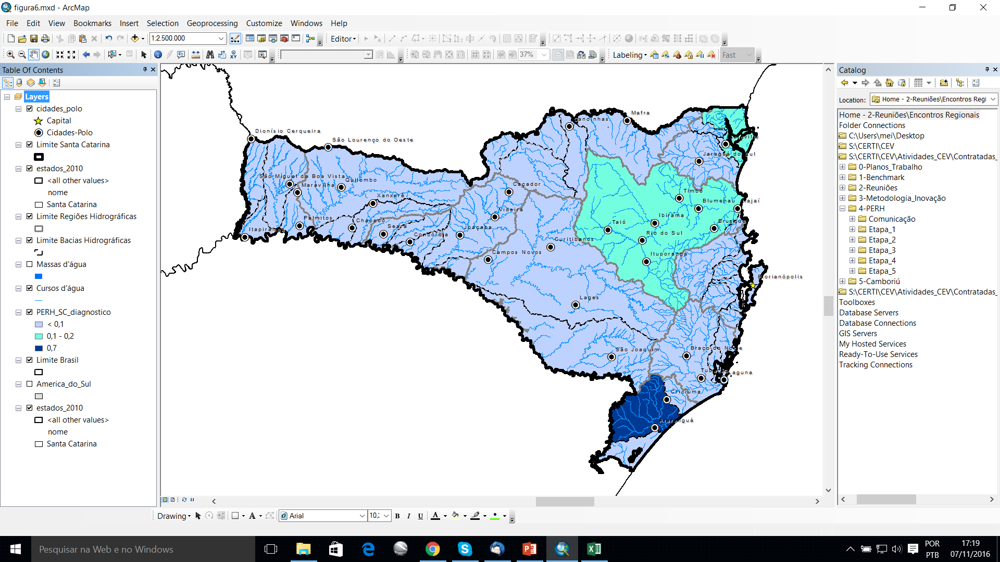 figura6.mxd - ArcMap
File Edit View Bookmarks Insert Selection Geoprocessing Customize Windows Help
1:2.500.000
Editor
37%
Labeling
Fast
Table Of Contents
Layers
cidades_polo
Capital
Cidades-Polo
Limite Santa Catarina
estados_2010
<all other values>
nome
Santa Catarina
Limite Regiões Hidrográficas
Limite Bacias Hidrográficas
Massas d'água
Cursos d'água
PERH_SC_diagnostico
< 0,1
0,1 - 0,2
0,7
Limite Brasil
America_do_Sul
estados_2010
<all other values>
nome
Santa Catarina
Mafra
Canoinhas
Dionísio Cerqueira
São Lourenço do Oeste
Jaraguá do Sul
São Miguel da Boa Vista
Quilombo
Maravilha
Caçador
Xanxerê
Timbó
Blumenau
Itajaí
Videira
Palmitos
Chapecó
Ibirama
Taió
Brusque
Itapiranga
Seara
Joaçaba
Concórdia
Rio do Sul
Curitibanos
Campos Novos
Ituporanga
Florianópolis
Lages
São Joaquim
Braço do Norte
Laguna
Criciúma
Araranguá
Catalog
Location: Home - 2-Reuniões\Encontros Regi
Home - 2-Reuniões\Encontros Regionais
Folder Connections
C:\Users\mei\Desktop
S:\CERTI\CEV
S:\CERTI\CEV\Atividades_CEV\Contratadas_
0-Planos_Trabalho
1-Benchmark
2-Reuniões
3-Metodologia_Inovação
4-PERH
Comunicação
Etapa_1
Etapa_2
Etapa_3
Etapa_4
Etapa_5
5-Camboriú
S:\CERTI\CEV\Atividades_CEV\Contratadas_
Toolboxes
Database Servers
Database Connections
GIS Servers
My Hosted Services
Ready-To-Use Services
Tracking Connections
Drawing
Arial
10,
B I U A
Pesquisar na Web e no Windows
POR
PTB
17:19
07/11/2016